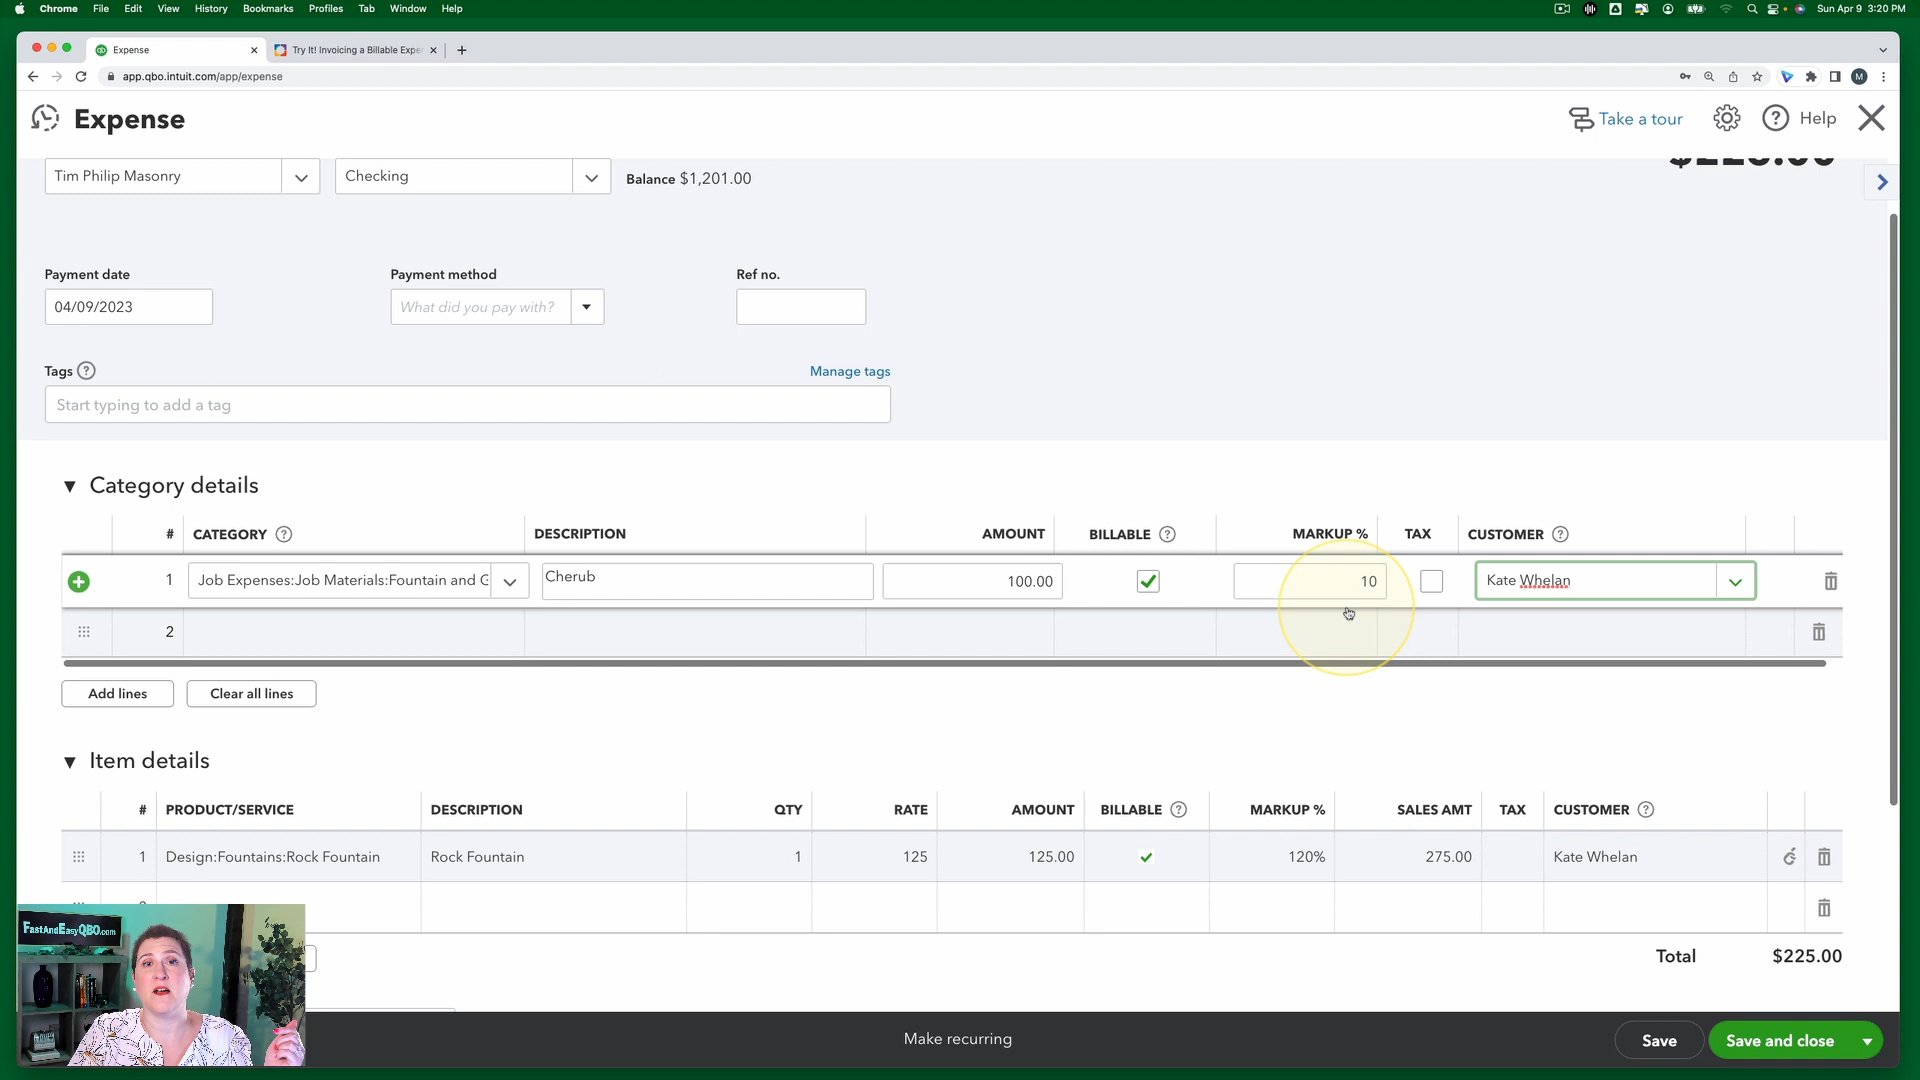 Chrome File Edit View History Bookmarks Profiles Tab Window Help
Sun Apr 9 3:20 PM
Expense
Try It! Invoicing a Billable Expe
app.qbo.intuit.com/app/expense
M
Expense
Take a tour
Help
Tim Philip Masonry
Checking
Balance $1,201.00
Payment date
Payment method
Ref no.
04/09/2023
What did you pay with?
Tags
Manage tags
Start typing to add a tag
Category details
# CATEGORY DESCRIPTION AMOUNT BILLABLE MARKUP % TAX CUSTOMER
1 Job Expenses:Job Materials:Fountain and G Cherub 100.00 10 Kate Whelan
2
Add lines
Clear all lines
Item details
# PRODUCT/SERVICE DESCRIPTION QTY RATE AMOUNT BILLABLE MARKUP % SALES AMT TAX CUSTOMER
1 Design:Fountains:Rock Fountain Rock Fountain 1 125 125.00 120% 275.00 Kate Whelan
FastAndEasyQBO.com
Total $225.00
Make recurring
Save
Save and close